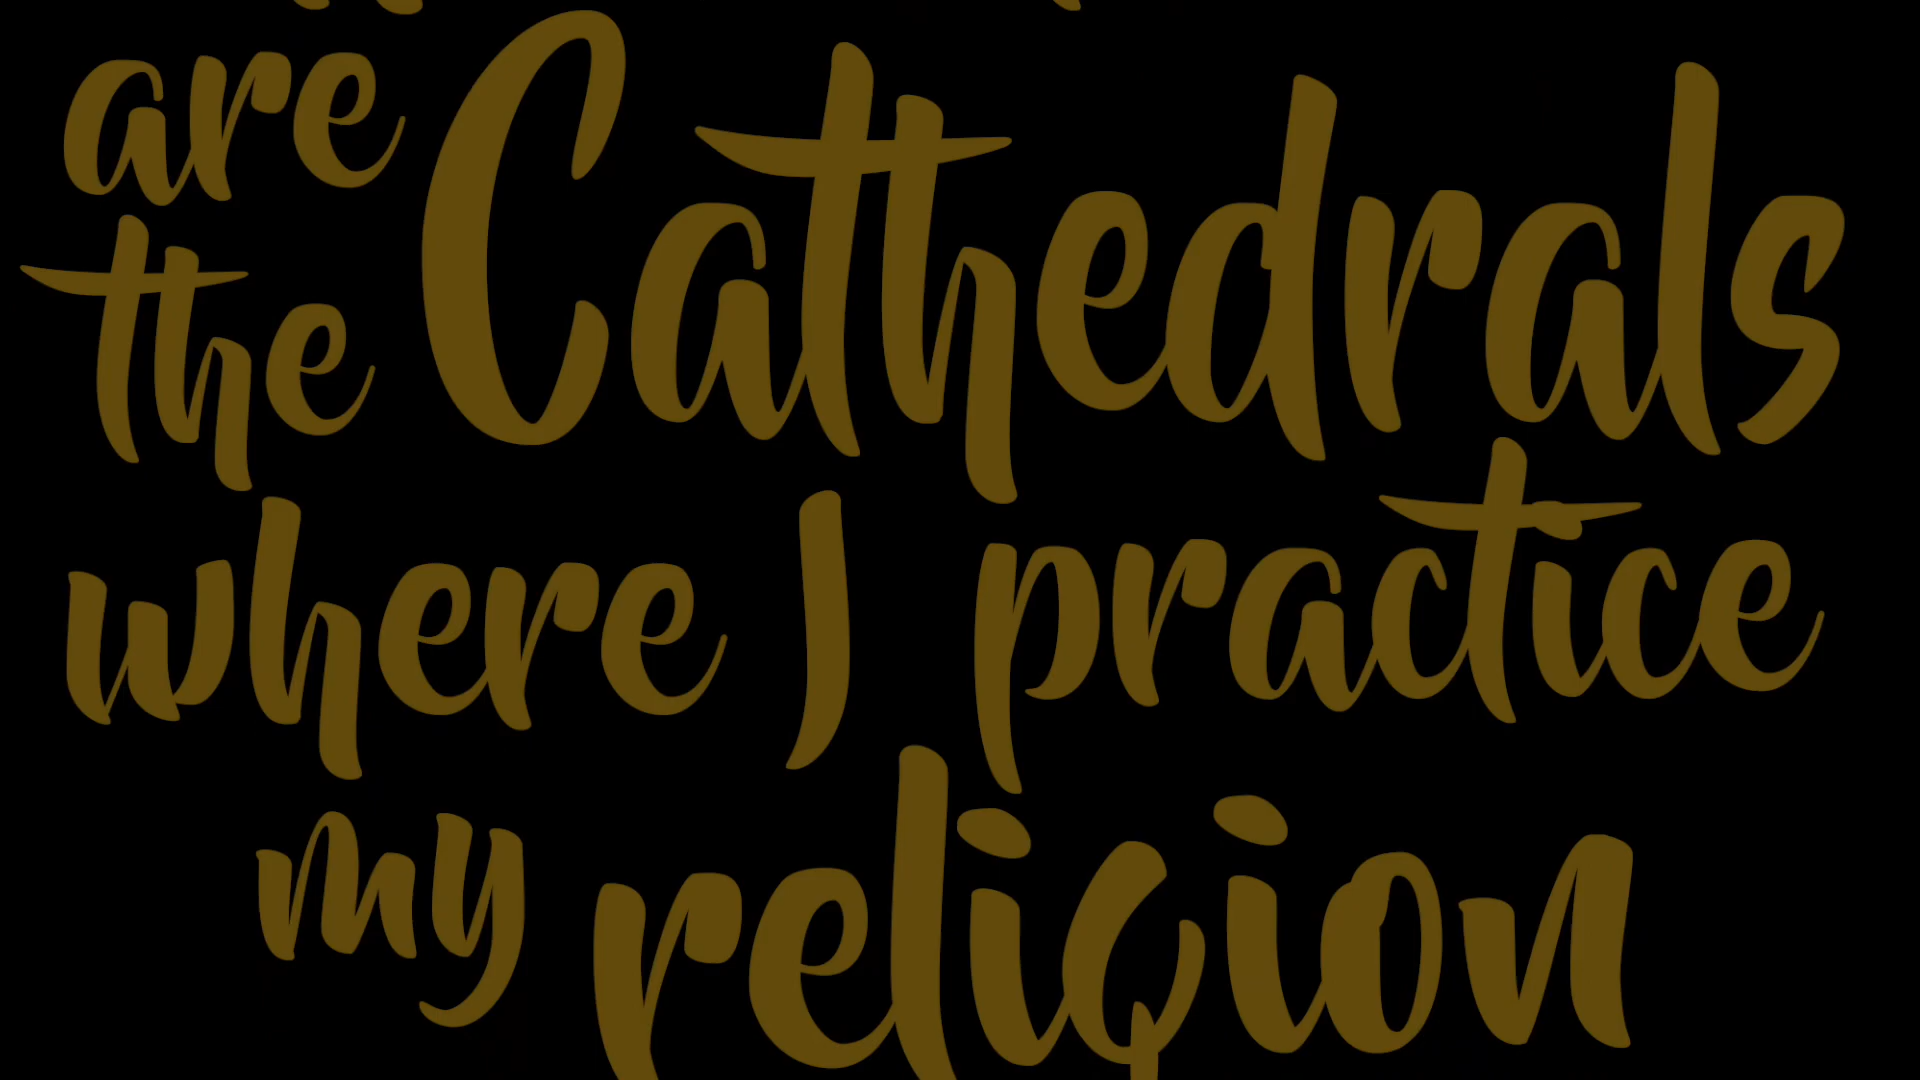 are
the Cathedrals
where I practice
my religion